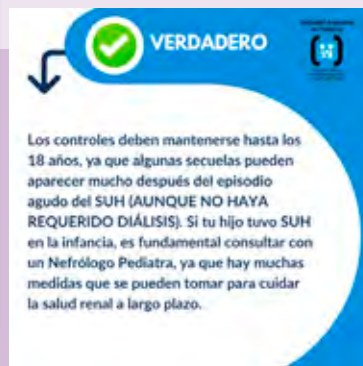 VERDADERO
Los controles deben mantenerse hasta los
18 años, ya que algunas secuelas pueden
aparecer mucho después del episodio
agudo del SUH (AUNQUE NO HAYA
REQUERIDO DIÁLISIS). Si tu hijo tuvo SUH
en la infancia, es fundamental consultar con
un Nefrólogo Pediatra, ya que hay muchas
medidas que se pueden tomar para cuidar
la salud renal a largo plazo.